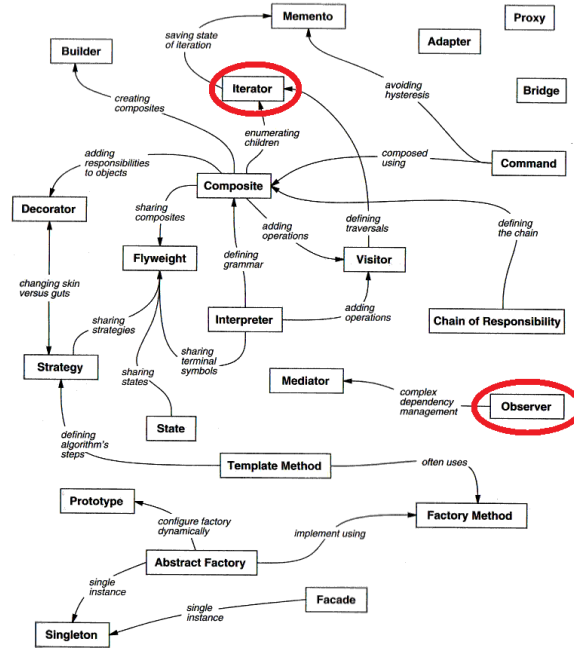 Memento
Proxy
saving state
of iteration
Adapter
Builder
Iterator
avoiding
hysteresis
Bridge
creating
composites
enumerating
children
adding
responsibilities
to objects
composed
using
Command
Composite
Decorator
sharing
composites
adding
operations
defining
traversals
defining
the chain
Flyweight
defining
grammar
Visitor
changing skin
versus guts
adding
operations
sharing
strategies
Interpreter
Chain of Responsibility
Strategy
sharing
terminal
symbols
sharing
states
Mediator
complex
dependency
management
Observer
State
defining
algorithm's
steps
Template Method
often uses
Prototype
Factory Method
configure factory
dynamically
implement using
Abstract Factory
single
instance
Facade
single
instance
Singleton